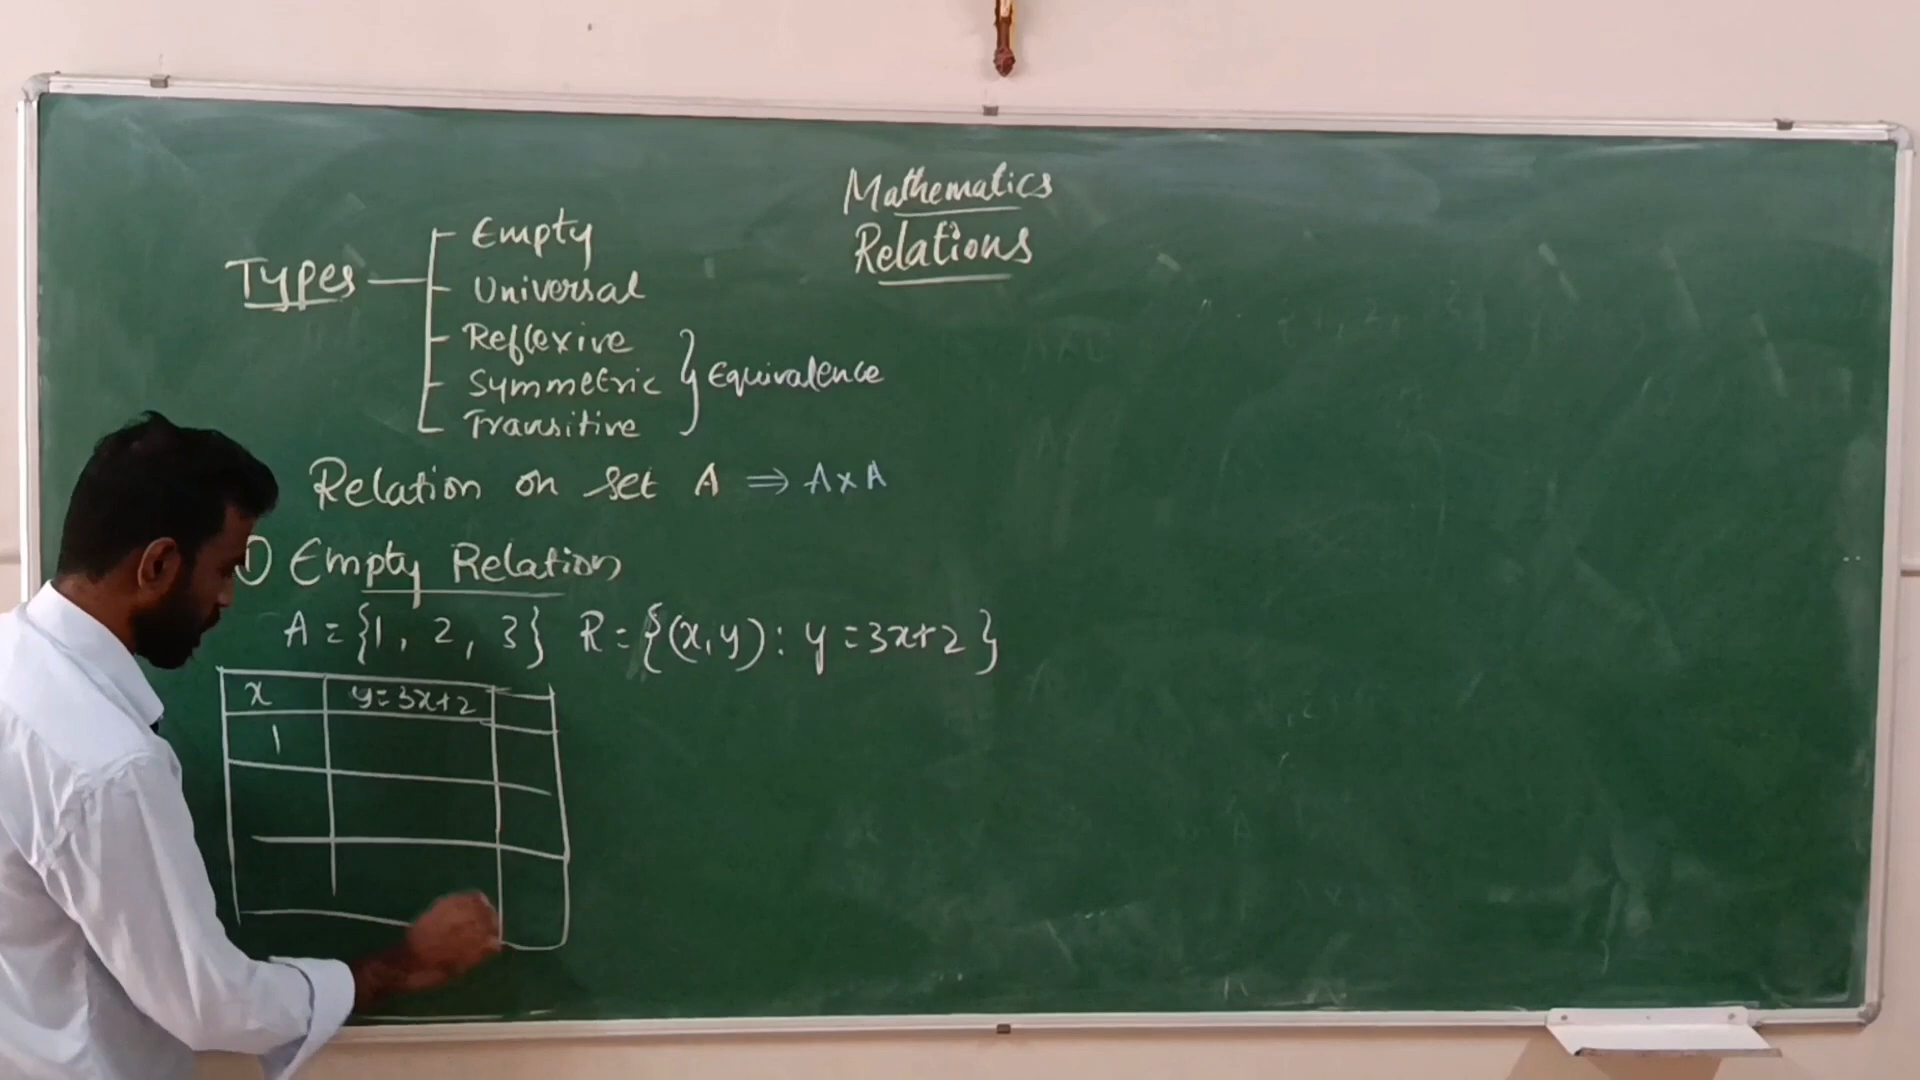 Mathematics
Relations
Types
Empty
Universal
Reflexive
Symmetric
Transitive
Equivalence
Relation on set A ⇒ A×A
1) Empty Relation
A = {1, 2, 3} R = {(x,y) : y = 3x+2}
x y=3x+2
1